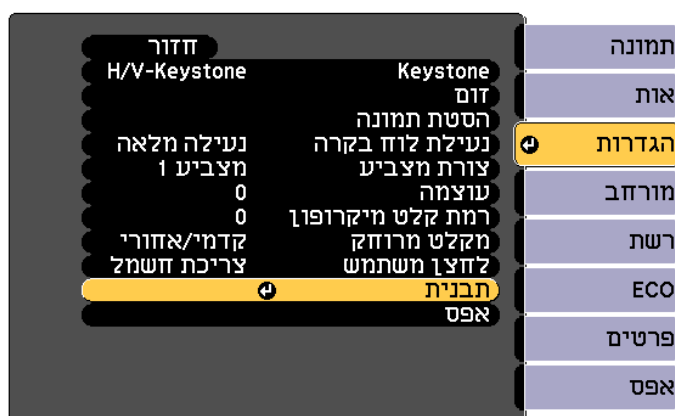 חזור
Keystone H/V-Keystone
זום
הסטת תמונה
נעילת לוח בקרה נעילה מלאה
צורת מצביע מצביע 1
עוצמה 0
רמת קלט מיקרופון 0
מקלט מרוחק קדמי/אחורי
לחצן משתמש צריכת חשמל
תבנית
אפס
תמונה
אות
הגדרות
מורחב
רשת
ECO
פרטים
אפס